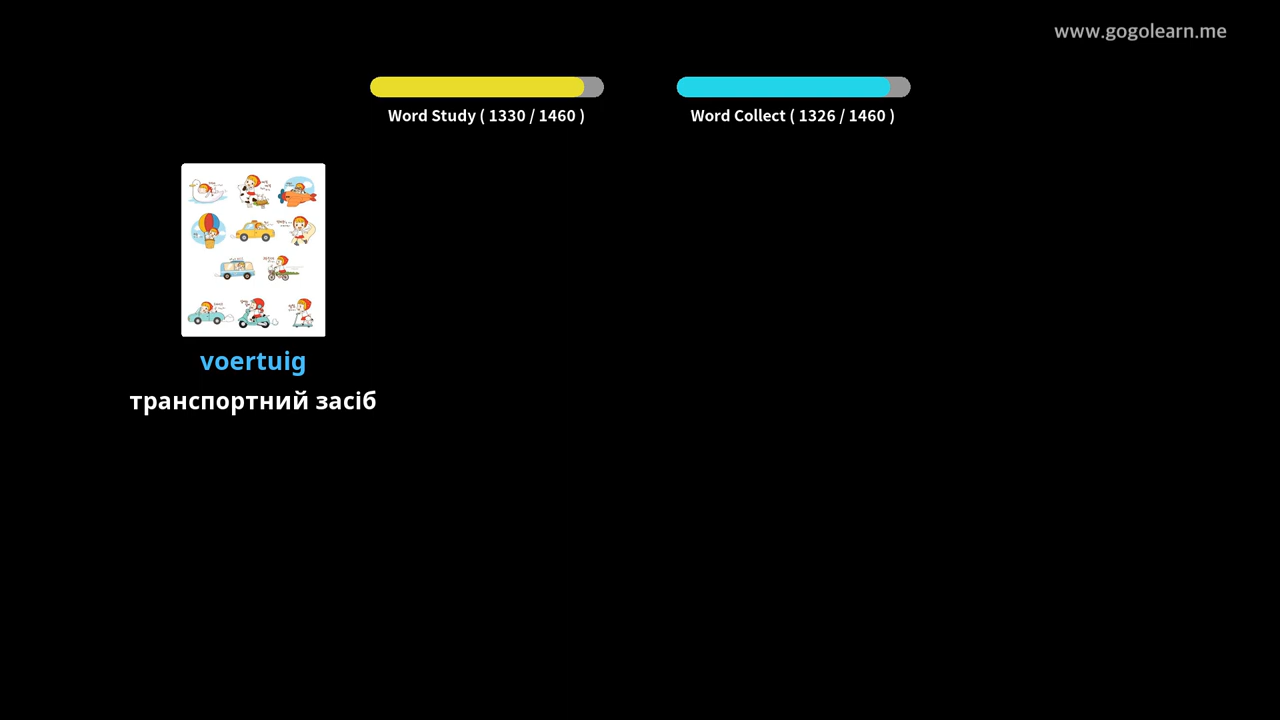 www.gogolearn.me
Word Study ( 1330 / 1460 )
Word Collect ( 1326 / 1460 )
voertuig
транспортний засіб